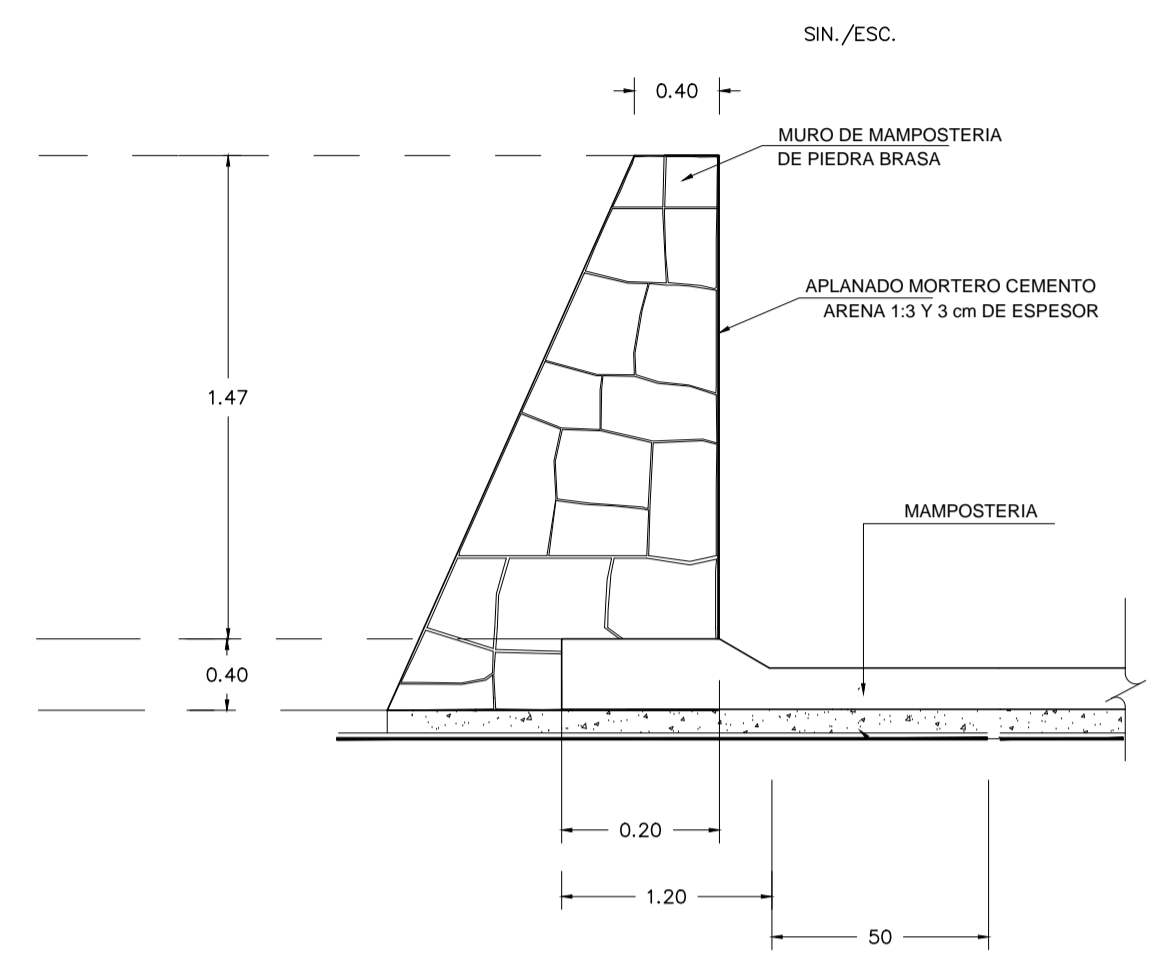 SIN./ESC.
0.40
MURO DE MAMPOSTERIA
DE PIEDRA BRASA
APLANADO MORTERO CEMENTO
ARENA 1:3 Y 3 cm DE ESPESOR
1.47
MAMPOSTERIA
0.40
0.20
1.20
50